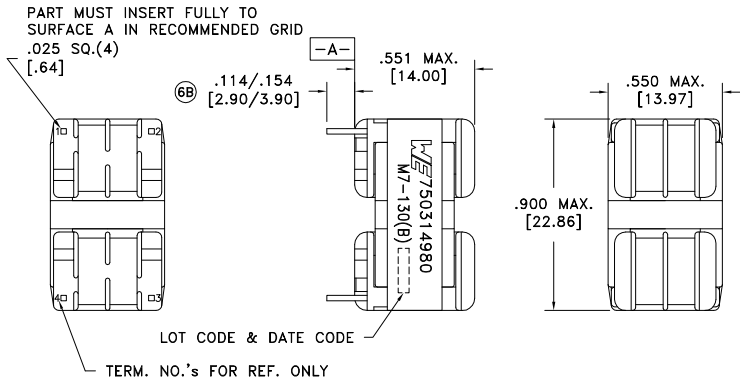 PART MUST INSERT FULLY TO
SURFACE A IN RECOMMENDED GRID
.025 SQ.(4)
[.64]
-A-
.551 MAX.
[14.00]
6B
.114/.154
[2.90/3.90]
.550 MAX.
[13.97]
1
2
WE 750314980
M7-130(B)
.900 MAX.
[22.86]
4
3
LOT CODE & DATE CODE
TERM. NO.'s FOR REF. ONLY